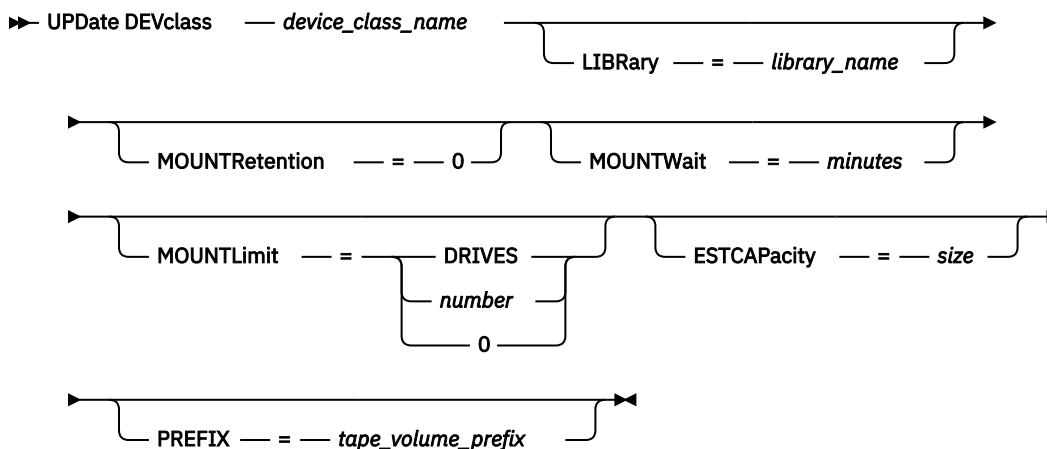 UPDate DEVclass device_class_name
LIBRary = library_name
MOUNTRetention = 0 MOUNTWait = minutes
MOUNTLimit = DRIVES ESTCAPacity = size
number
0
PREFIX = tape_volume_prefix